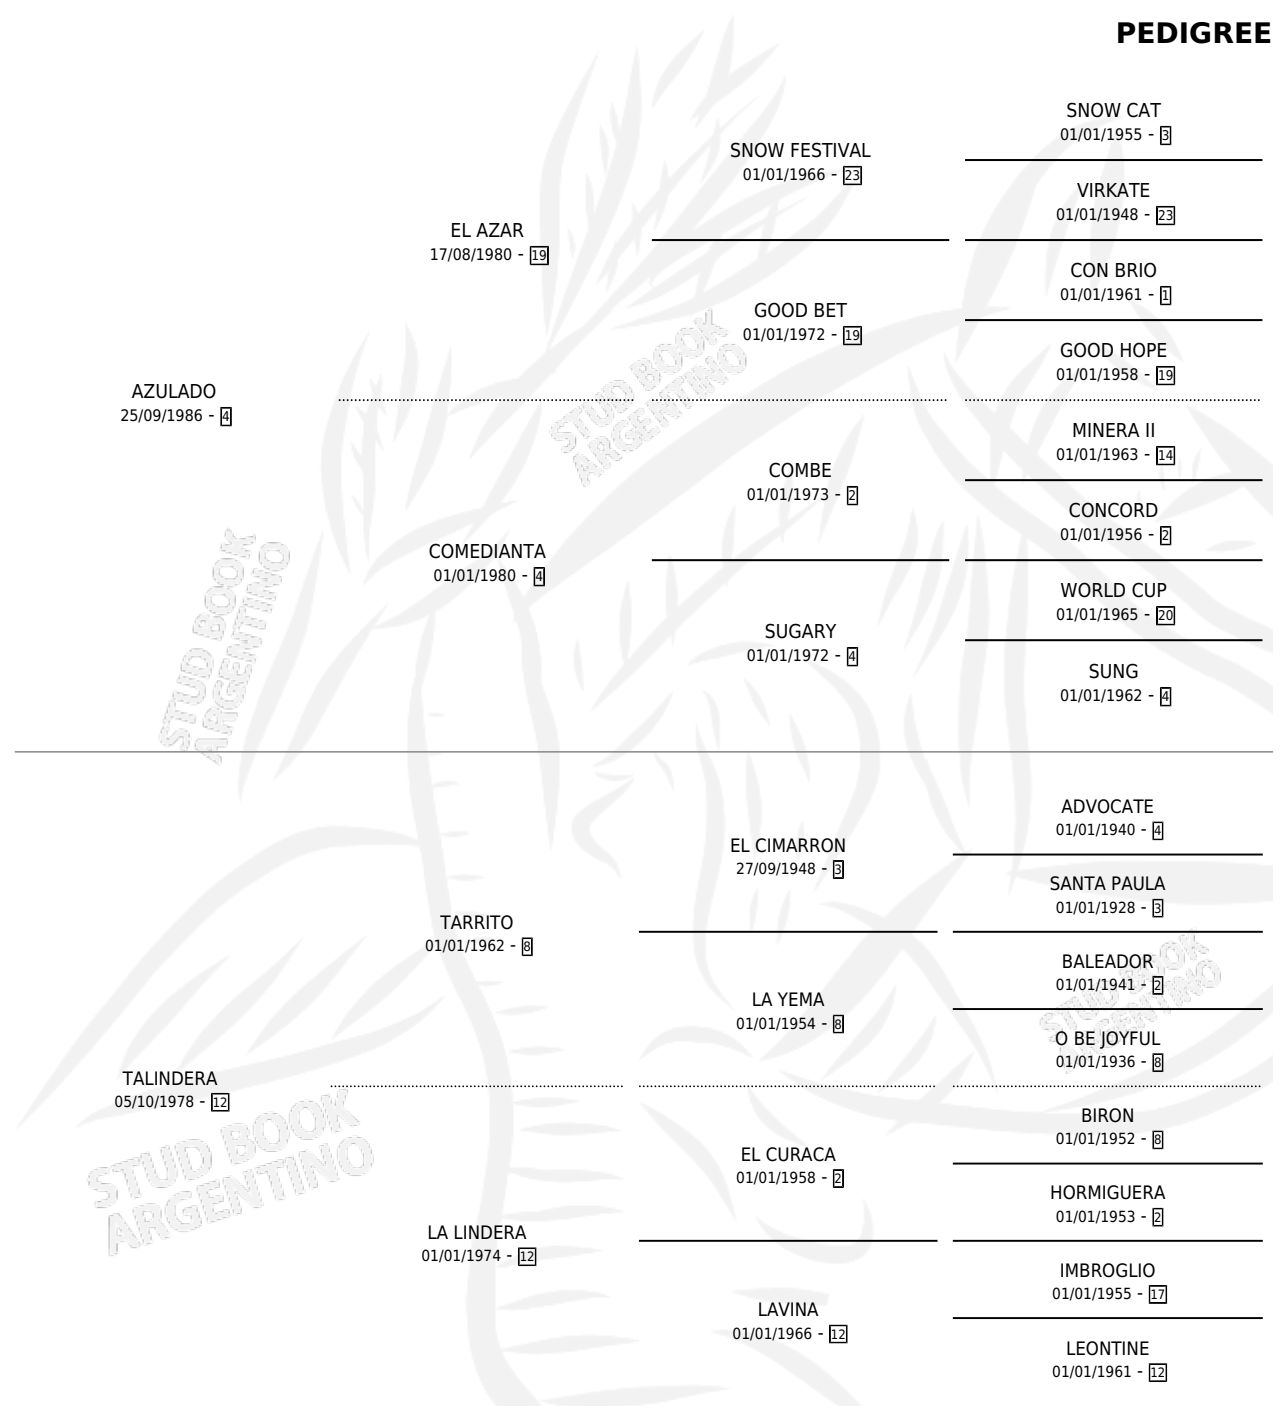 PEDIGREE
SNOW CAT
01/01/1955 - 3
SNOW FESTIVAL
01/01/1966 - 23
VIRKATE
01/01/1948 - 23
EL AZAR
17/08/1980 - 19
CON BRIO
01/01/1961 - 1
GOOD BET
01/01/1972 - 19
GOOD HOPE
01/01/1958 - 19
AZULADO
25/09/1986 - 4
STUD BOOK
ARGENTINO
MINERA II
01/01/1963 - 14
COMBE
01/01/1973 - 2
CONCORD
01/01/1956 - 2
COMEDIANTA
01/01/1980 - 4
WORLD CUP
01/01/1965 - 20
SUGARY
01/01/1972 - 4
SUNG
01/01/1962 - 4
STUD BOOK
ARGENTINO
ADVOCATE
01/01/1940 - 4
EL CIMARRON
27/09/1948 - 3
SANTA PAULA
01/01/1928 - 3
TARRITO
01/01/1962 - 8
BALEADOR
01/01/1941 - 2
LA YEMA
01/01/1954 - 8
STUD BOOK
ARGENTINO
O BE JOYFUL
01/01/1936 - 8
TALINDERA
05/10/1978 - 12
BIRON
01/01/1952 - 8
EL CURACA
01/01/1958 - 2
HORMIGUERA
01/01/1953 - 2
STUD BOOK
ARGENTINO
LA LINDERA
01/01/1974 - 12
IMBROGLIO
01/01/1955 - 17
LAVINA
01/01/1966 - 12
LEONTINE
01/01/1961 - 12